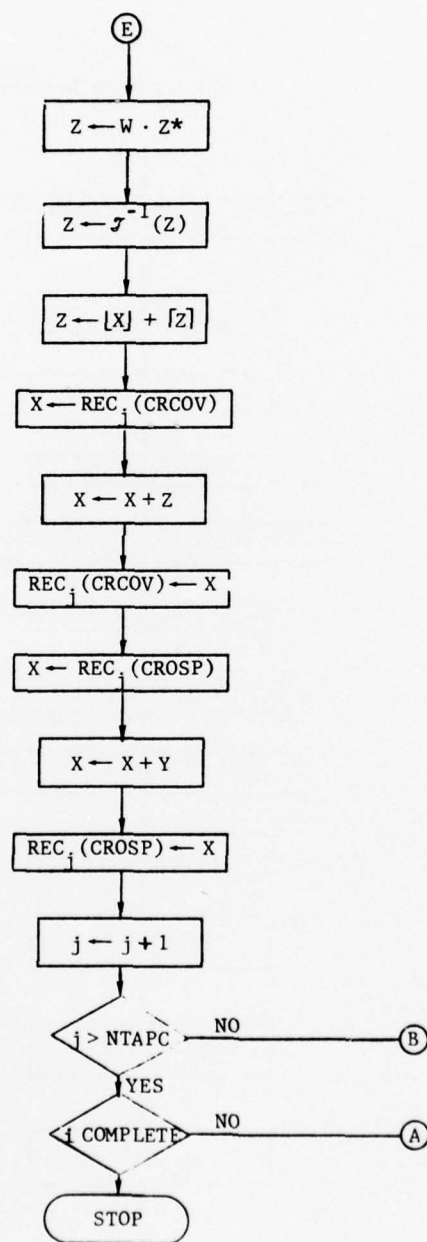 E
Z ← W · Z*
Z ← 𝓕⁻¹(Z)
Z ← ⌊X⌋ + ⌈Z⌉
X ← REC_j(CRCOV)
X ← X + Z
REC_j(CRCOV) ← X
X ← REC_j(CROSP)
X ← X + Y
REC_j(CROSP) ← X
j ← j + 1
j > NTAPC NO B
YES
i COMPLETE NO A
STOP